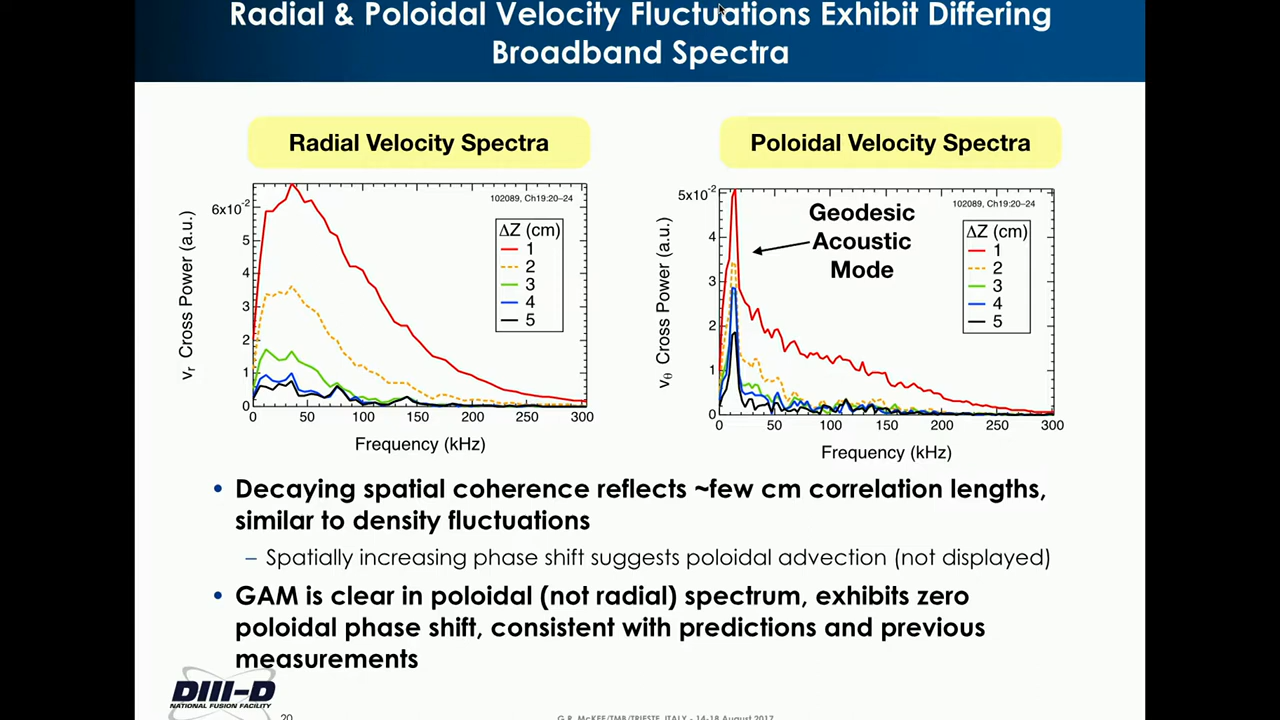 Radial & Poloidal Velocity Fluctuations Exhibit Differing
Broadband Spectra
Radial Velocity Spectra
6x10-2
5
4
3
2
1
0
0 50 100 150 200 250 300
Frequency (kHz)
vr Cross Power (a.u.)
102089, Ch19:20–24
ΔZ (cm)
1
2
3
4
5
Poloidal Velocity Spectra
5x10-2
4
3
2
1
0
0 50 100 150 200 250 300
Frequency (kHz)
vθ Cross Power (a.u.)
102089, Ch19:20–24
Geodesic
Acoustic
Mode
ΔZ (cm)
1
2
3
4
5
• Decaying spatial coherence reflects ~few cm correlation lengths,
similar to density fluctuations
– Spatially increasing phase shift suggests poloidal advection (not displayed)
• GAM is clear in poloidal (not radial) spectrum, exhibits zero
poloidal phase shift, consistent with predictions and previous
measurements
DIII-D
NATIONAL FUSION FACILITY
20
G.R. McKEE/TMB/TRIESTE, ITALY - 14-18 August 2017